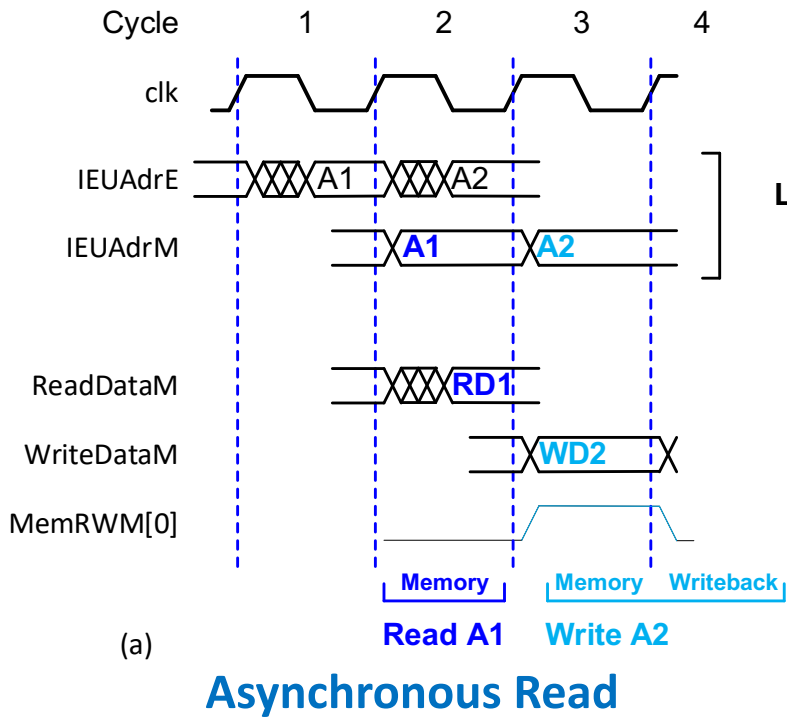 Cycle 1 2 3 4
clk
IEUAdrE A1 A2
L
IEUAdrM A1 A2
ReadDataM RD1
WriteDataM WD2
MemRWM[0]
Memory Memory Writeback
Read A1 Write A2
(a)
Asynchronous Read